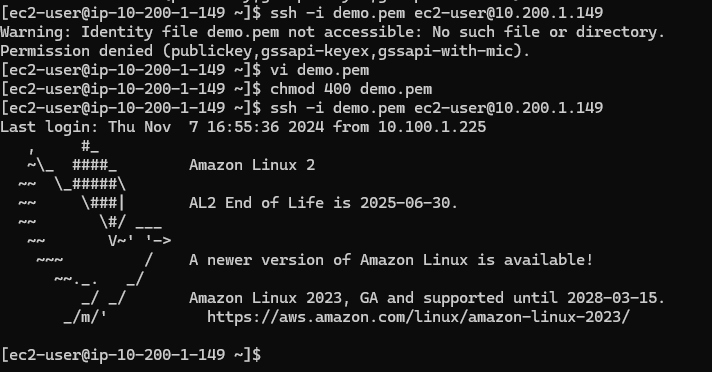 [ec2-user@ip-10-200-1-149 ~]$ ssh -i demo.pem ec2-user@10.200.1.149
Warning: Identity file demo.pem not accessible: No such file or directory.
Permission denied (publickey,gssapi-keyex,gssapi-with-mic).
[ec2-user@ip-10-200-1-149 ~]$ vi demo.pem
[ec2-user@ip-10-200-1-149 ~]$ chmod 400 demo.pem
[ec2-user@ip-10-200-1-149 ~]$ ssh -i demo.pem ec2-user@10.200.1.149
Last login: Thu Nov  7 16:55:36 2024 from 10.100.1.225
   ,     #_
   ~\_  ####_        Amazon Linux 2
  ~~  \_#####\
  ~~     \###|       AL2 End of Life is 2025-06-30.
  ~~       \#/ ___
   ~~       V~' '->
    ~~~         /    A newer version of Amazon Linux is available!
      ~~._.   _/
         _/ _/       Amazon Linux 2023, GA and supported until 2028-03-15.
       _/m/'           https://aws.amazon.com/linux/amazon-linux-2023/
[ec2-user@ip-10-200-1-149 ~]$